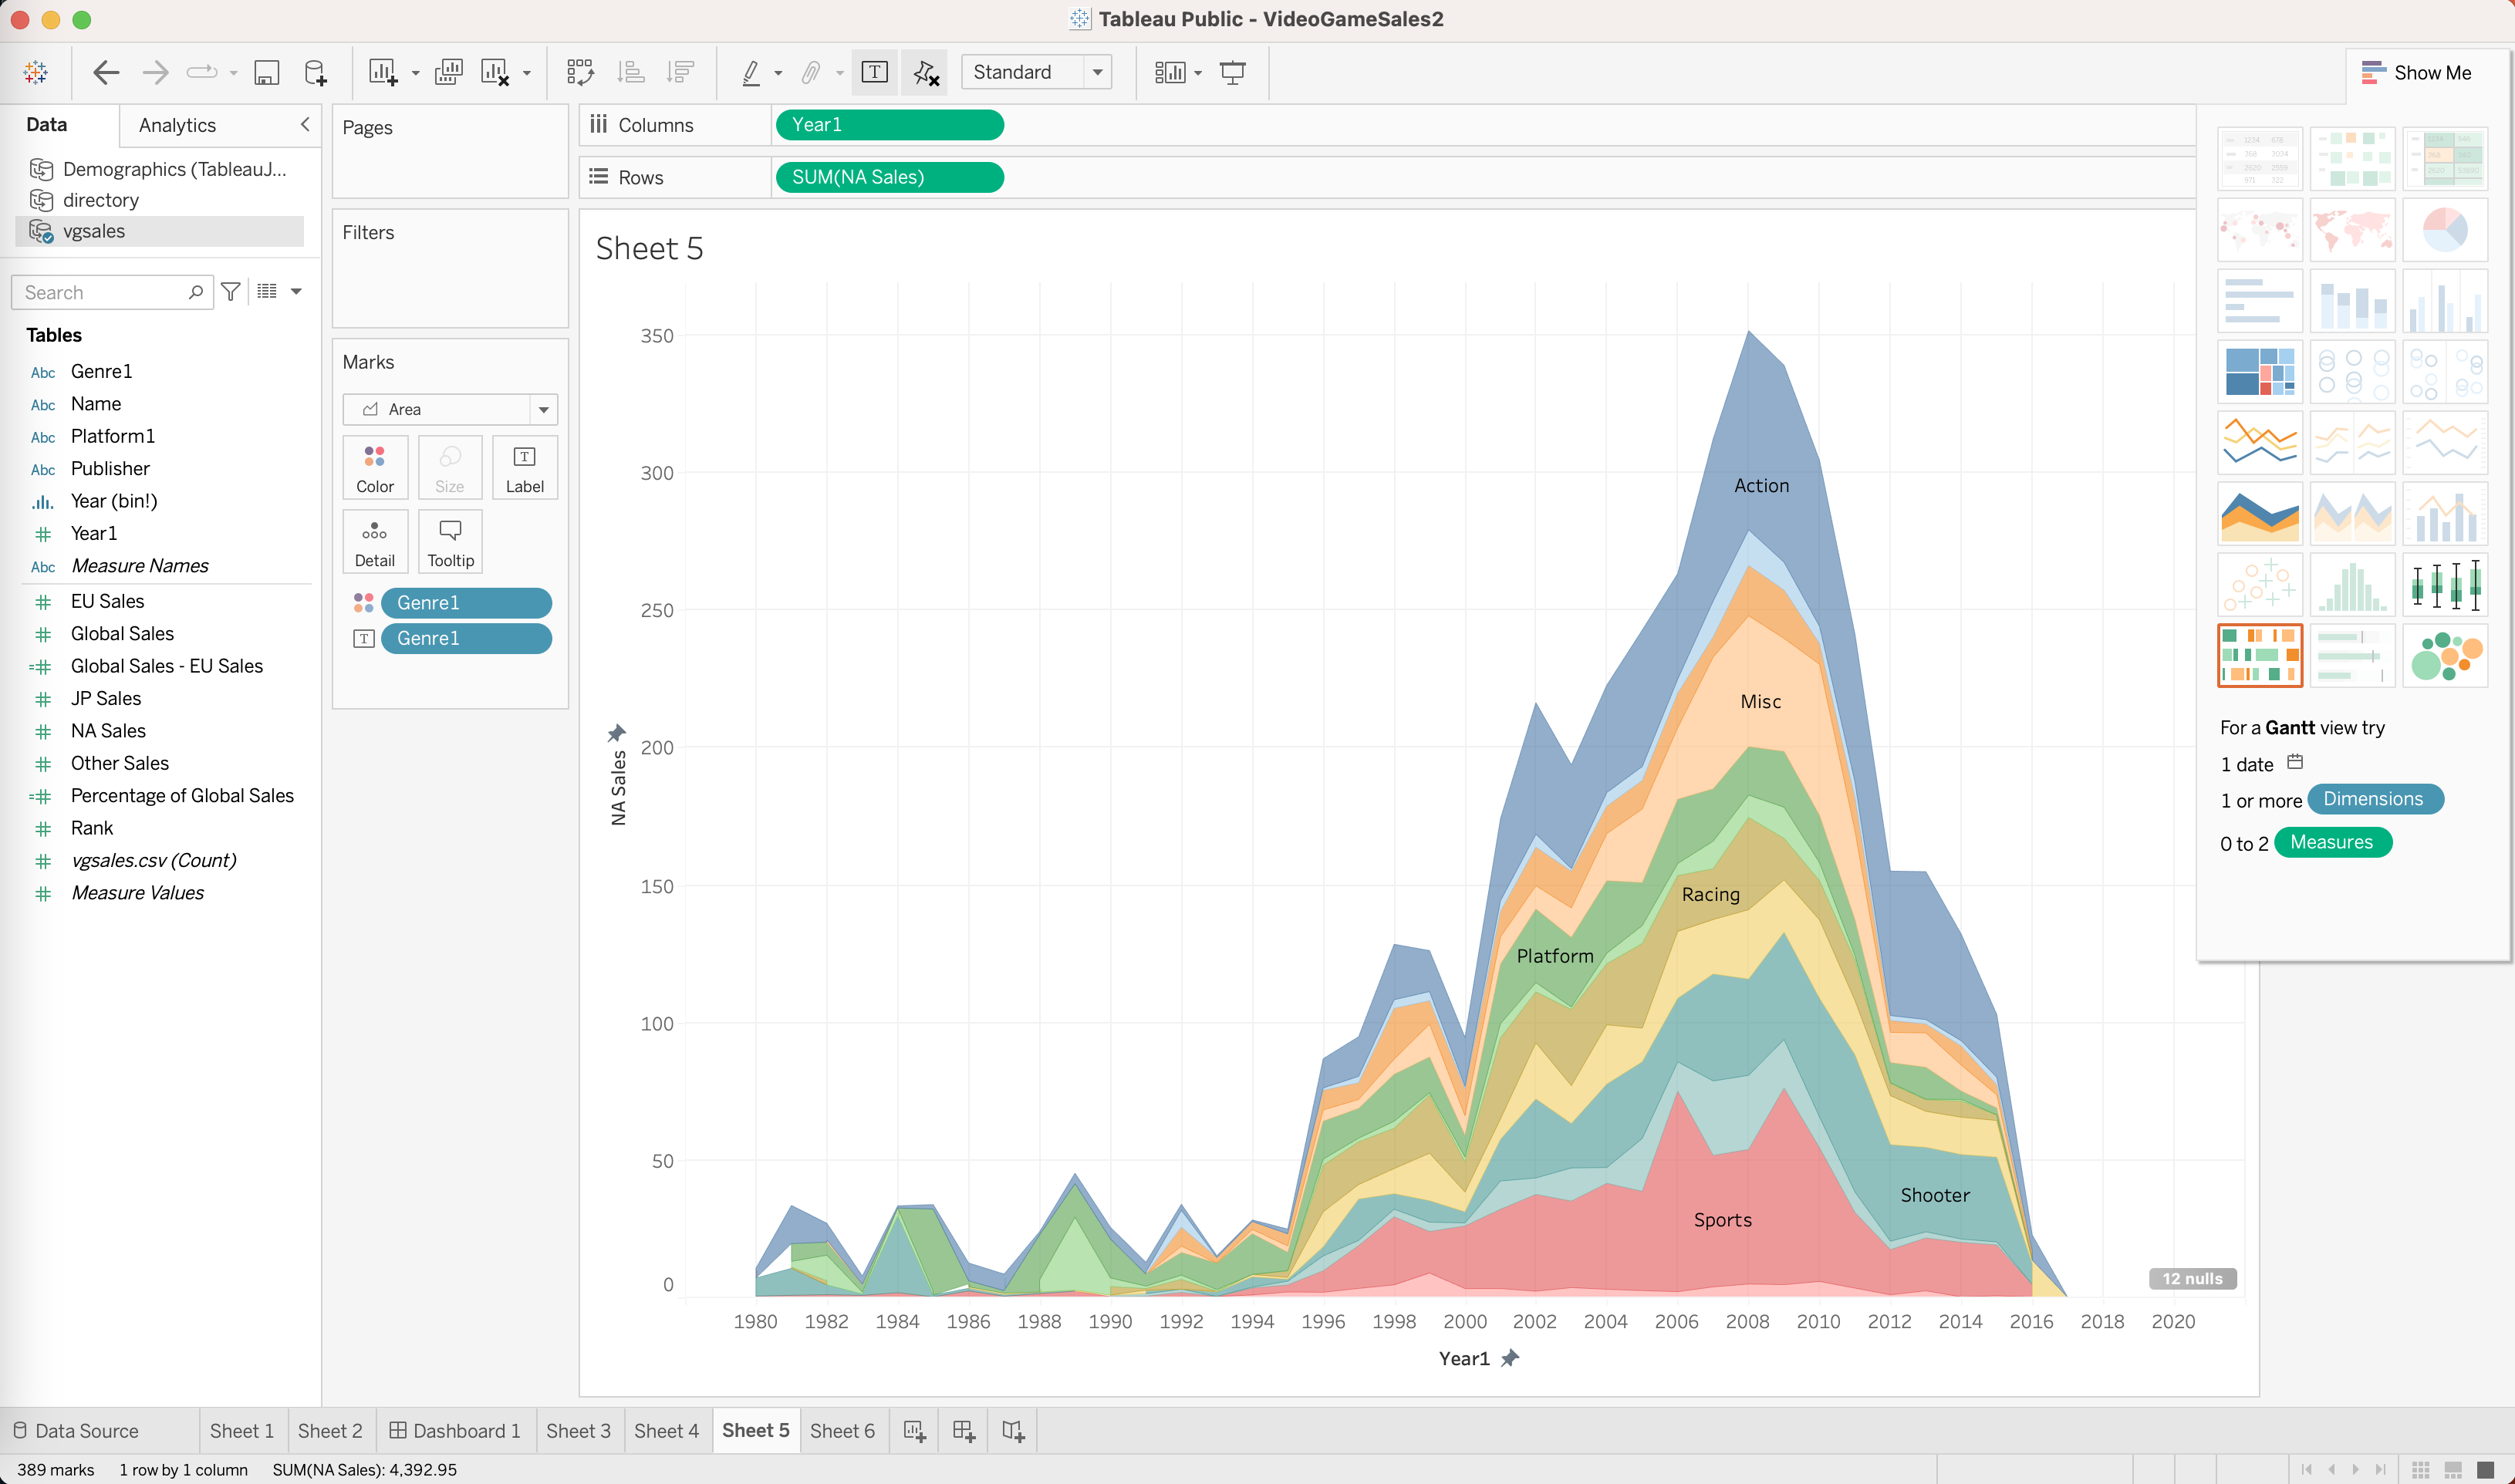 Tableau Public - VideoGameSales2
Standard
Show Me
Data
Analytics
Demographics (TableauJ...
directory
vgsales
Search
Tables
Abc Genre1
Abc Name
Abc Platform1
Abc Publisher
Year (bin!)
# Year1
Abc Measure Names
# EU Sales
# Global Sales
=# Global Sales - EU Sales
# JP Sales
# NA Sales
# Other Sales
=# Percentage of Global Sales
# Rank
# vgsales.csv (Count)
# Measure Values
Pages
Filters
Marks
Area
Color
Size
T
Label
Detail
Tooltip
Genre1
T Genre1
Columns
Year1
Rows
SUM(NA Sales)
Sheet 5
NA Sales
350
300
250
200
150
100
50
0
Action
Misc
Racing
Platform
Shooter
Sports
12 nulls
1980 1982 1984 1986 1988 1990 1992 1994 1996 1998 2000 2002 2004 2006 2008 2010 2012 2014 2016 2018 2020
Year1
For a Gantt view try
1 date
1 or more Dimensions
0 to 2 Measures
Data Source
Sheet 1
Sheet 2
Dashboard 1
Sheet 3
Sheet 4
Sheet 5
Sheet 6
389 marks
1 row by 1 column
SUM(NA Sales): 4,392.95